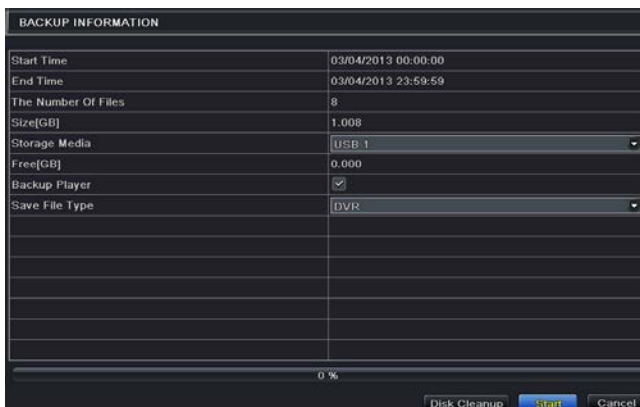 BACKUP INFORMATION
Start Time 03/04/2013 00:00:00
End Time 03/04/2013 23:59:59
The Number Of Files 8
Size[GB] 1.008
Storage Media USB 1
Free[GB] 0.000
Backup Player
Save File Type DVR
0 %
Disk Cleanup Start Cancel